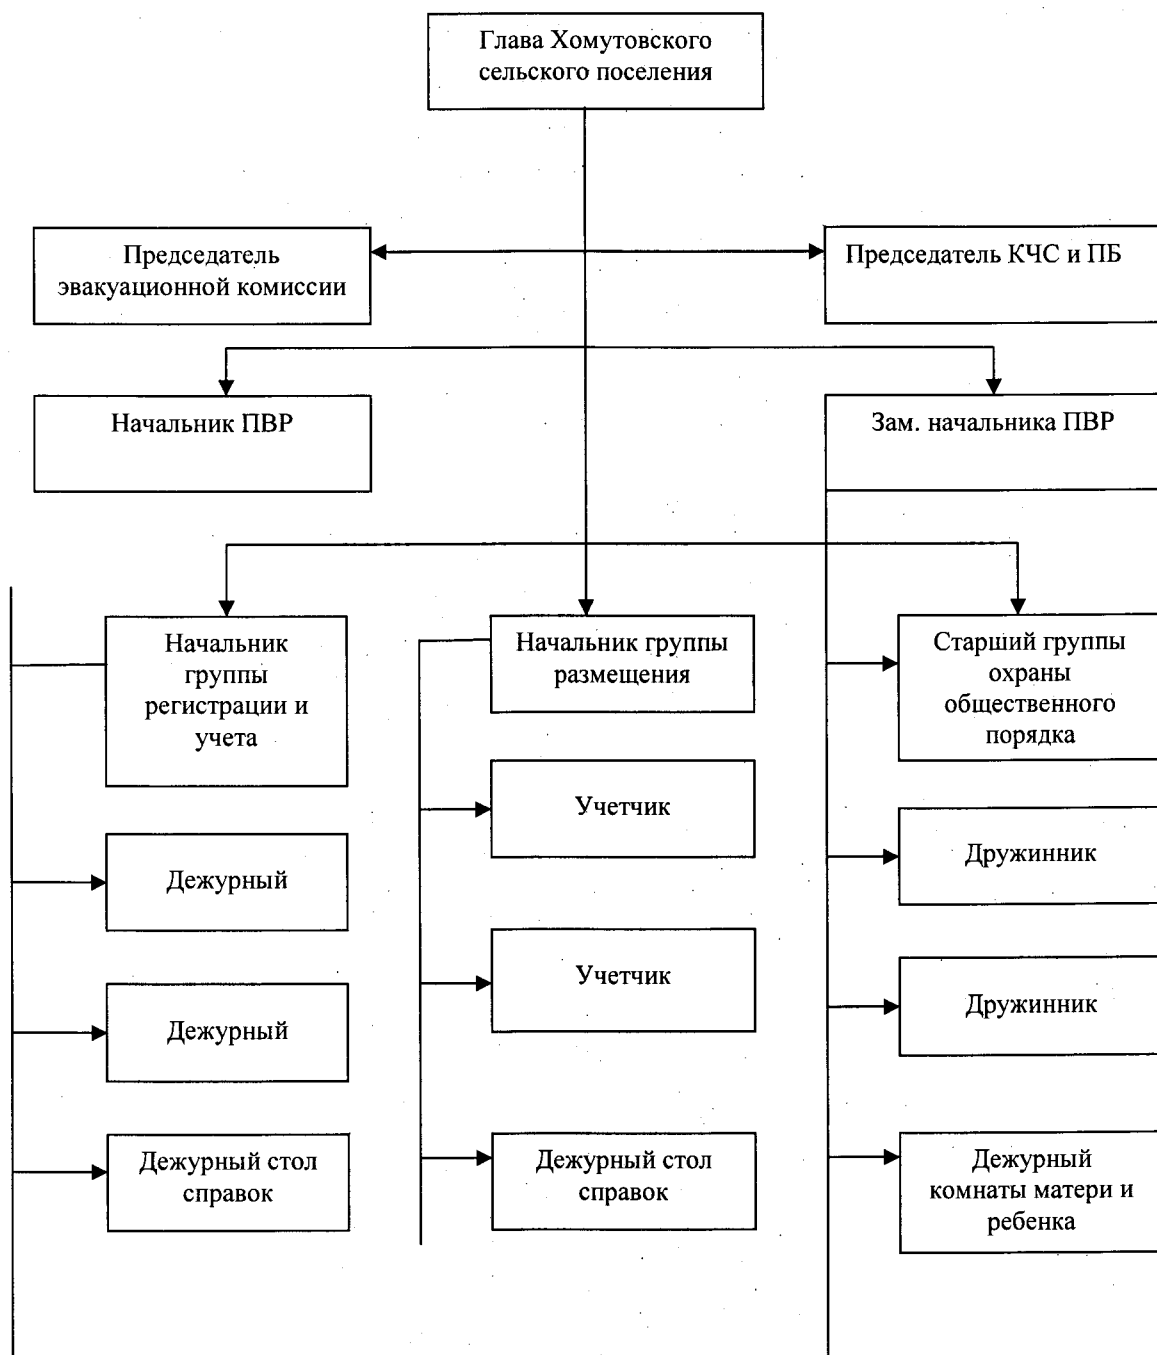 Глава Хомутовского
сельского поселения
Председатель
эвакуационной комиссии
Председатель КЧС и ПБ
Начальник ПВР
Зам. начальника ПВР
Начальник
группы
регистрации и
учета
Начальник группы
размещения
Старший группы
охраны
общественного
порядка
Учетчик
Дружинник
Дежурный
Учетчик
Дружинник
Дежурный
Дежурный стол
справок
Дежурный стол
справок
Дежурный
комнаты матери и
ребенка